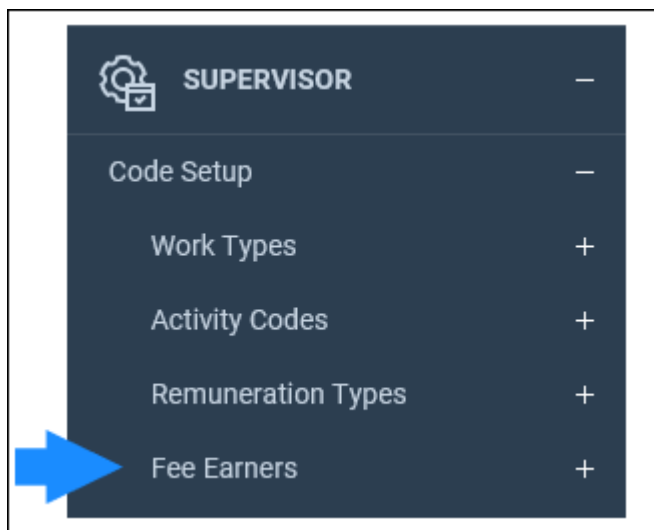 SUPERVISOR –
Code Setup –
Work Types +
Activity Codes +
Remuneration Types +
Fee Earners +